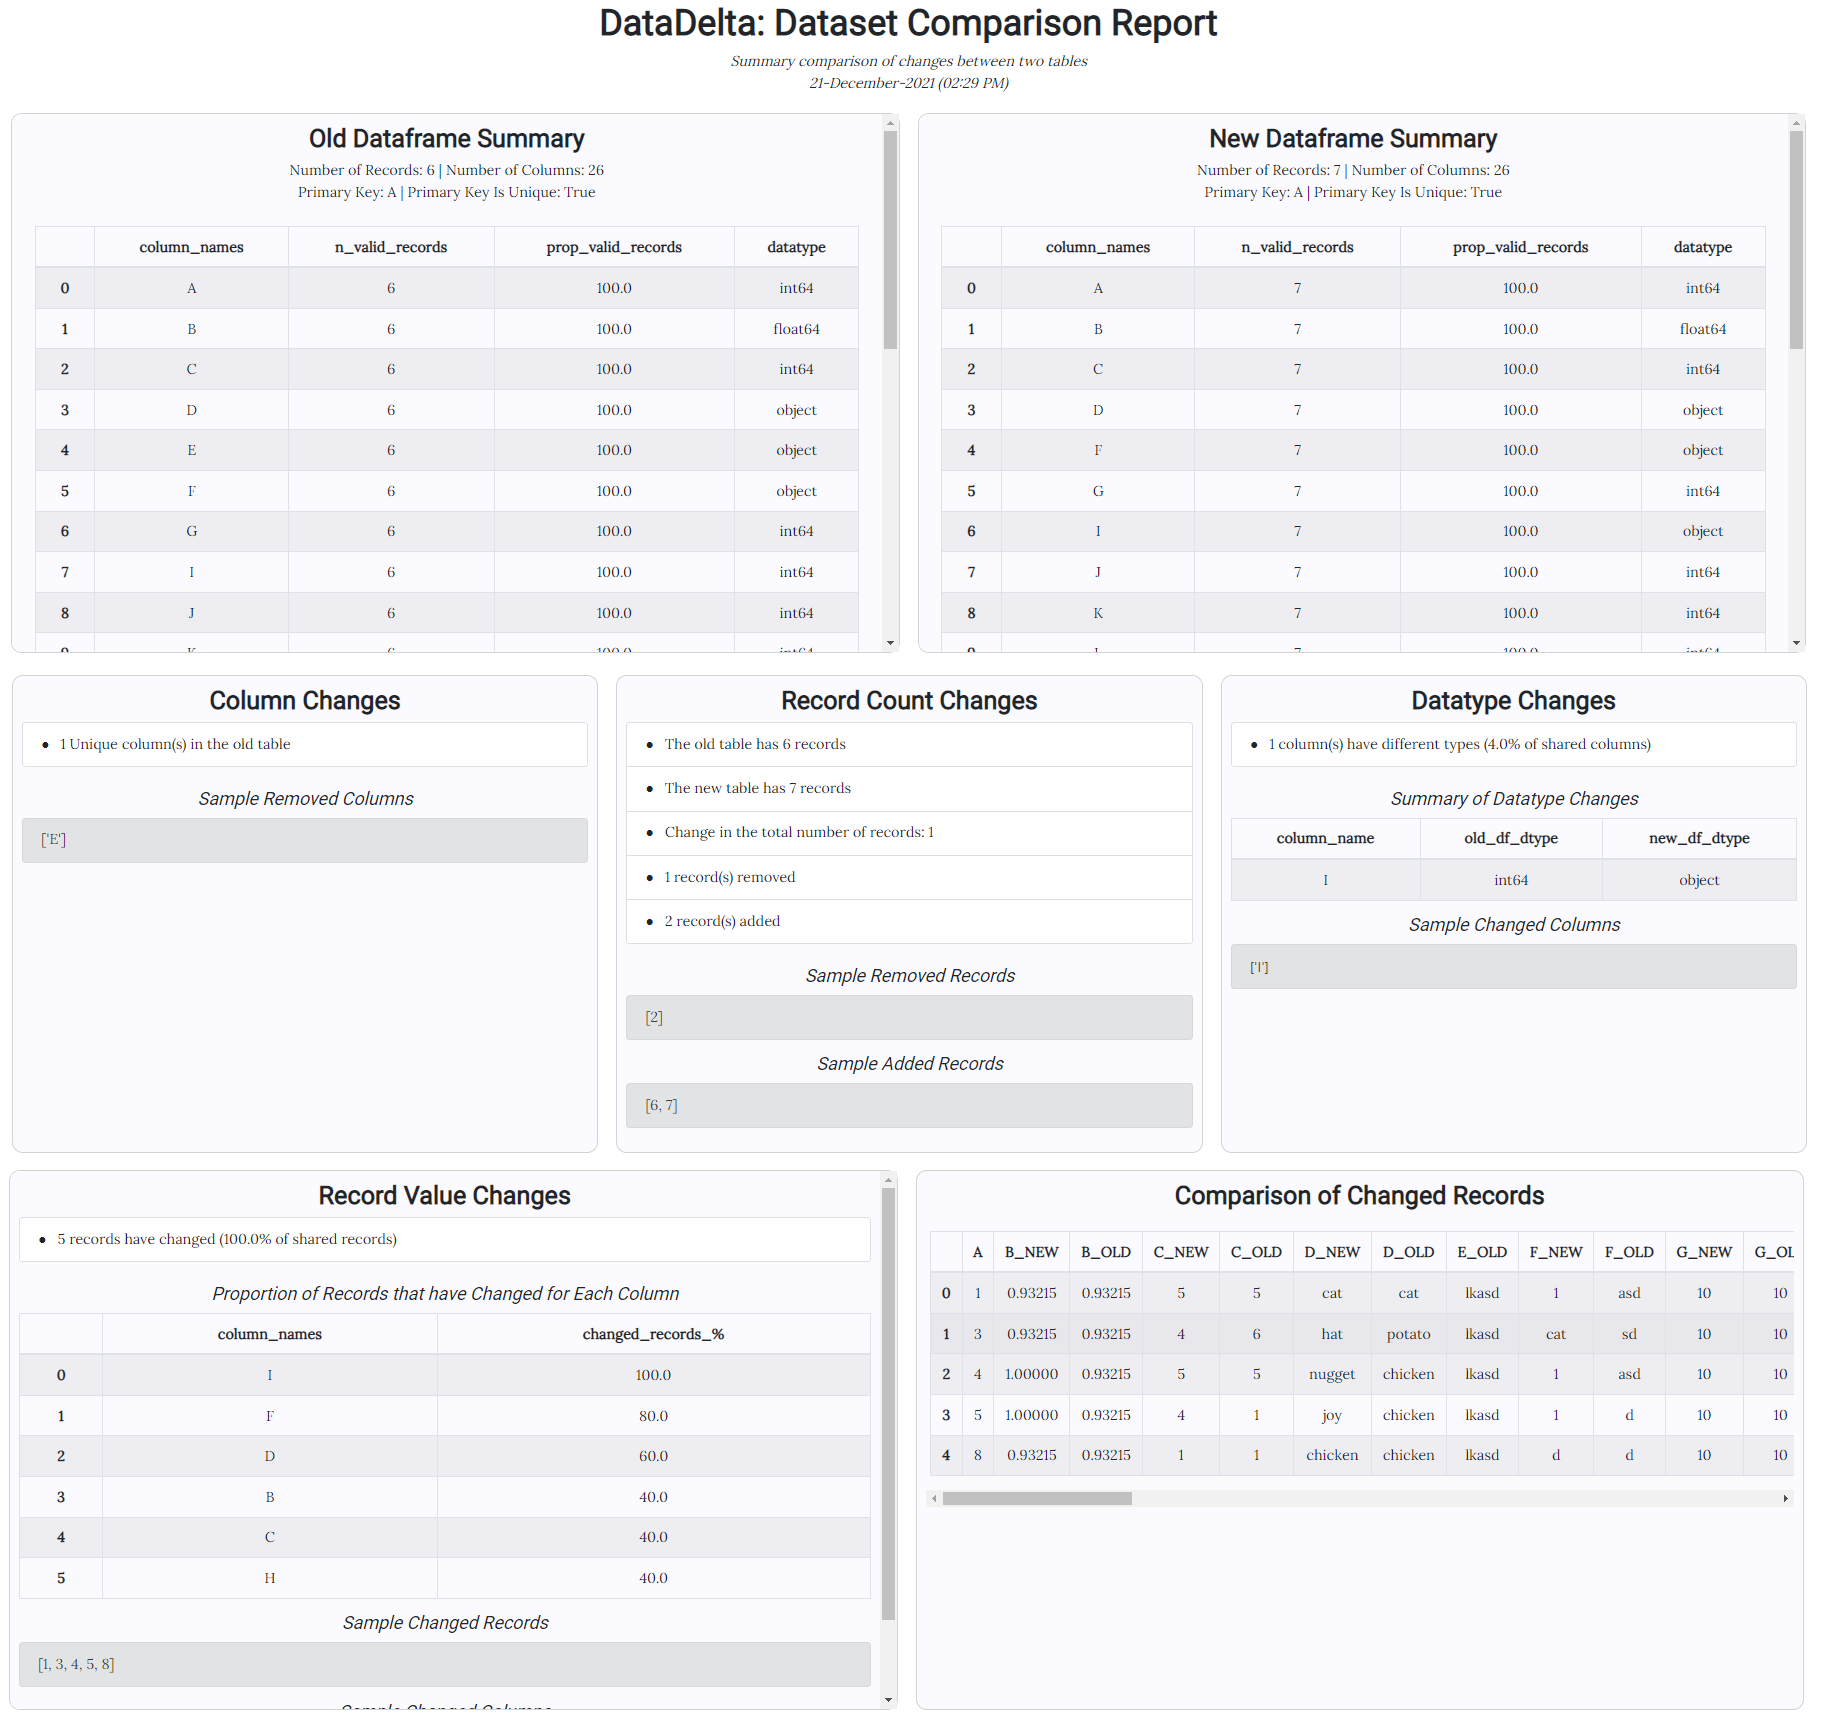 DataDelta: Dataset Comparison Report
Summary comparison of changes between two tables
21-December-2021 (02:29 PM)
Old Dataframe Summary
Number of Records: 6 | Number of Columns: 26
Primary Key: A | Primary Key Is Unique: True
column_names n_valid_records prop_valid_records datatype
0 A 6 100.0 int64
1 B 6 100.0 float64
2 C 6 100.0 int64
3 D 6 100.0 object
4 E 6 100.0 object
5 F 6 100.0 object
6 G 6 100.0 int64
7 I 6 100.0 int64
8 J 6 100.0 int64
New Dataframe Summary
Number of Records: 7 | Number of Columns: 26
Primary Key: A | Primary Key Is Unique: True
column_names n_valid_records prop_valid_records datatype
0 A 7 100.0 int64
1 B 7 100.0 float64
2 C 7 100.0 int64
3 D 7 100.0 object
4 F 7 100.0 object
5 G 7 100.0 int64
6 I 7 100.0 object
7 J 7 100.0 int64
8 K 7 100.0 int64
Column Changes
• 1 Unique column(s) in the old table
Sample Removed Columns
['E']
Record Count Changes
• The old table has 6 records
• The new table has 7 records
• Change in the total number of records: 1
• 1 record(s) removed
• 2 record(s) added
Sample Removed Records
[2]
Sample Added Records
[6, 7]
Datatype Changes
• 1 column(s) have different types (4.0% of shared columns)
Summary of Datatype Changes
column_name old_df_dtype new_df_dtype
I int64 object
Sample Changed Columns
['I']
Record Value Changes
• 5 records have changed (100.0% of shared records)
Proportion of Records that have Changed for Each Column
column_names changed_records_%
0 I 100.0
1 F 80.0
2 D 60.0
3 B 40.0
4 C 40.0
5 H 40.0
Sample Changed Records
[1, 3, 4, 5, 8]
Sample Changed Columns
Comparison of Changed Records
A B_NEW B_OLD C_NEW C_OLD D_NEW D_OLD E_OLD F_NEW F_OLD G_NEW G_OL
0 1 0.93215 0.93215 5 5 cat cat lkasd 1 asd 10 10
1 3 0.93215 0.93215 4 6 hat potato lkasd cat sd 10 10
2 4 1.00000 0.93215 5 5 nugget chicken lkasd 1 asd 10 10
3 5 1.00000 0.93215 4 1 joy chicken lkasd 1 d 10 10
4 8 0.93215 0.93215 1 1 chicken chicken lkasd d d 10 10